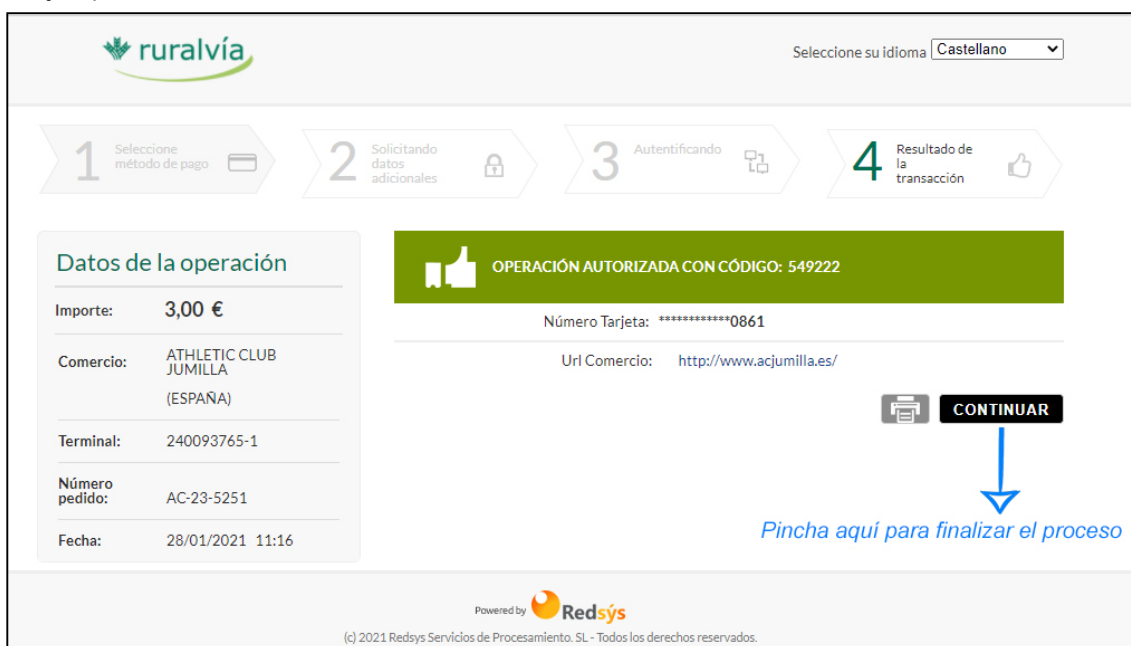 ruralvía
Seleccione su idioma Castellano
1 Seleccione
método de pago
2 Solicitando
datos
adicionales
3 Autentificando
4 Resultado de
la
transacción
Datos de la operación
Importe: 3,00 €
Comercio: ATHLETIC CLUB
JUMILLA
(ESPAÑA)
Terminal: 240093765-1
Número
pedido: AC-23-5251
Fecha: 28/01/2021 11:16
OPERACIÓN AUTORIZADA CON CÓDIGO: 549222
Número Tarjeta: ************0861
Url Comercio: http://www.acjumilla.es/
CONTINUAR
Pincha aquí para finalizar el proceso
Powered by Redsýs
(c) 2021 Redsys Servicios de Procesamiento. SL - Todos los derechos reservados.